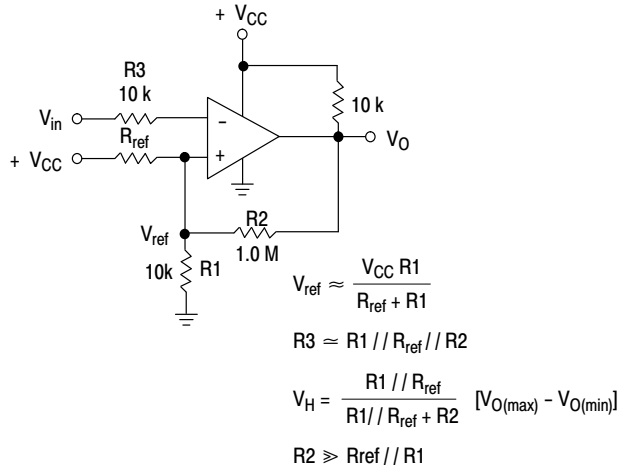 + VCC
R3
10 k
10 k
Vin
-
Rref
+ VCC
+
VO
R2
Vref
1.0 M
10k
R1
Vref ≈ VCC R1 / Rref + R1
R3 ≃ R1 / / Rref / / R2
VH = R1 / / Rref / R1/ / Rref + R2 [VO(max) - VO(min)]
R2 ≫ Rref / / R1